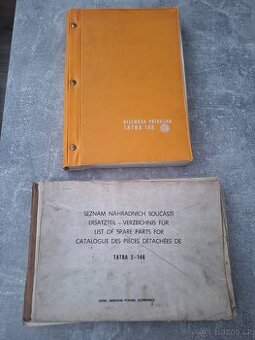 DÍLENSKÁ PŘÍRUČKA
TATRA 148
SEZNAM NÁHRADNÍCH SOUČÁSTÍ
ERSATZTEIL - VERZEICHNIS FÜR
LIST OF SPARE PARTS FOR
CATALOGUE DES PIÈCES DÉTACHÉES DE
TATRA 2-148